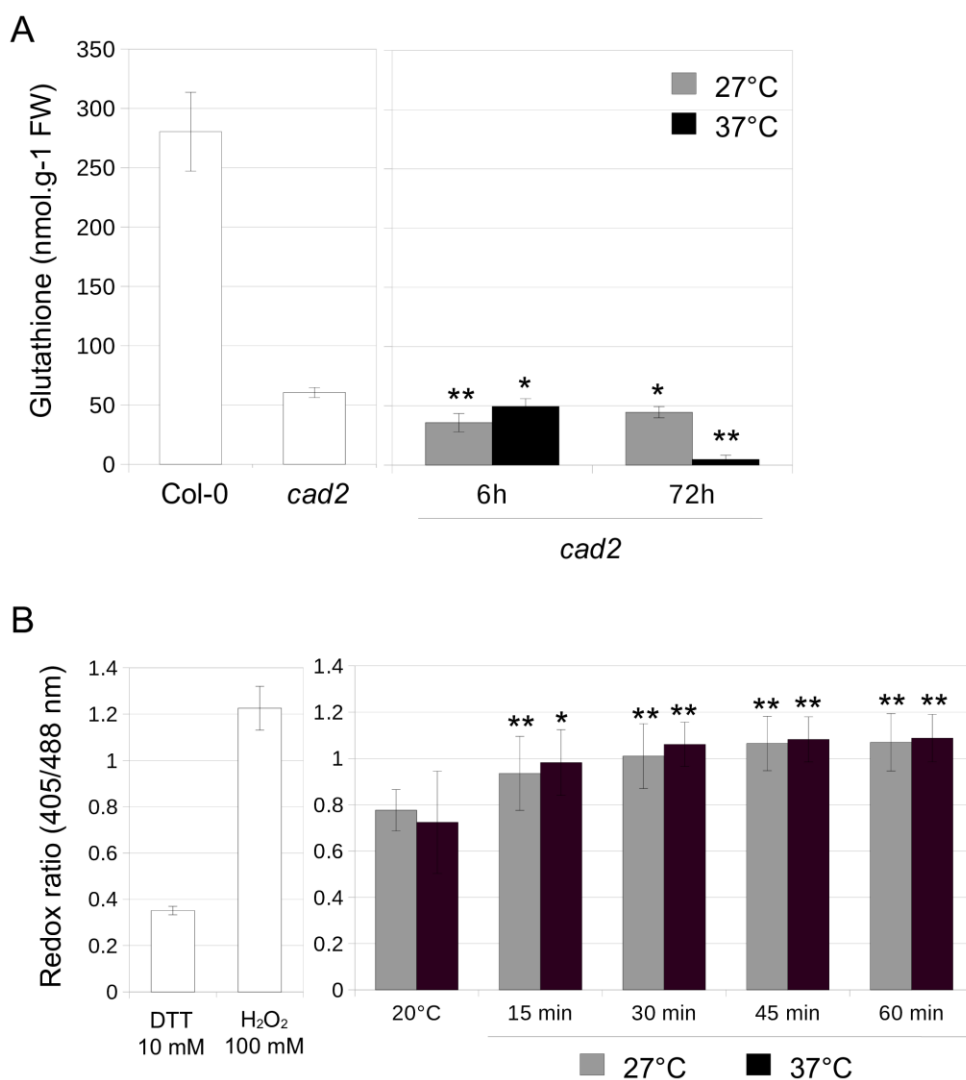 A
Glutathione (nmol.g-1 FW)
350
300
250
200
150
100
50
0
27°C
37°C
** * * **
Col-0 cad2 6h 72h
cad2
B
Redox ratio (405/488 nm)
1.4
1.2
1
0.8
0.6
0.4
0.2
0
1.4
1.2
1
0.8
0.6
0.4
0.2
0
** * ** ** ** ** ** **
DTT
10 mM
H₂O₂
100 mM
20°C 15 min 30 min 45 min 60 min
27°C 37°C